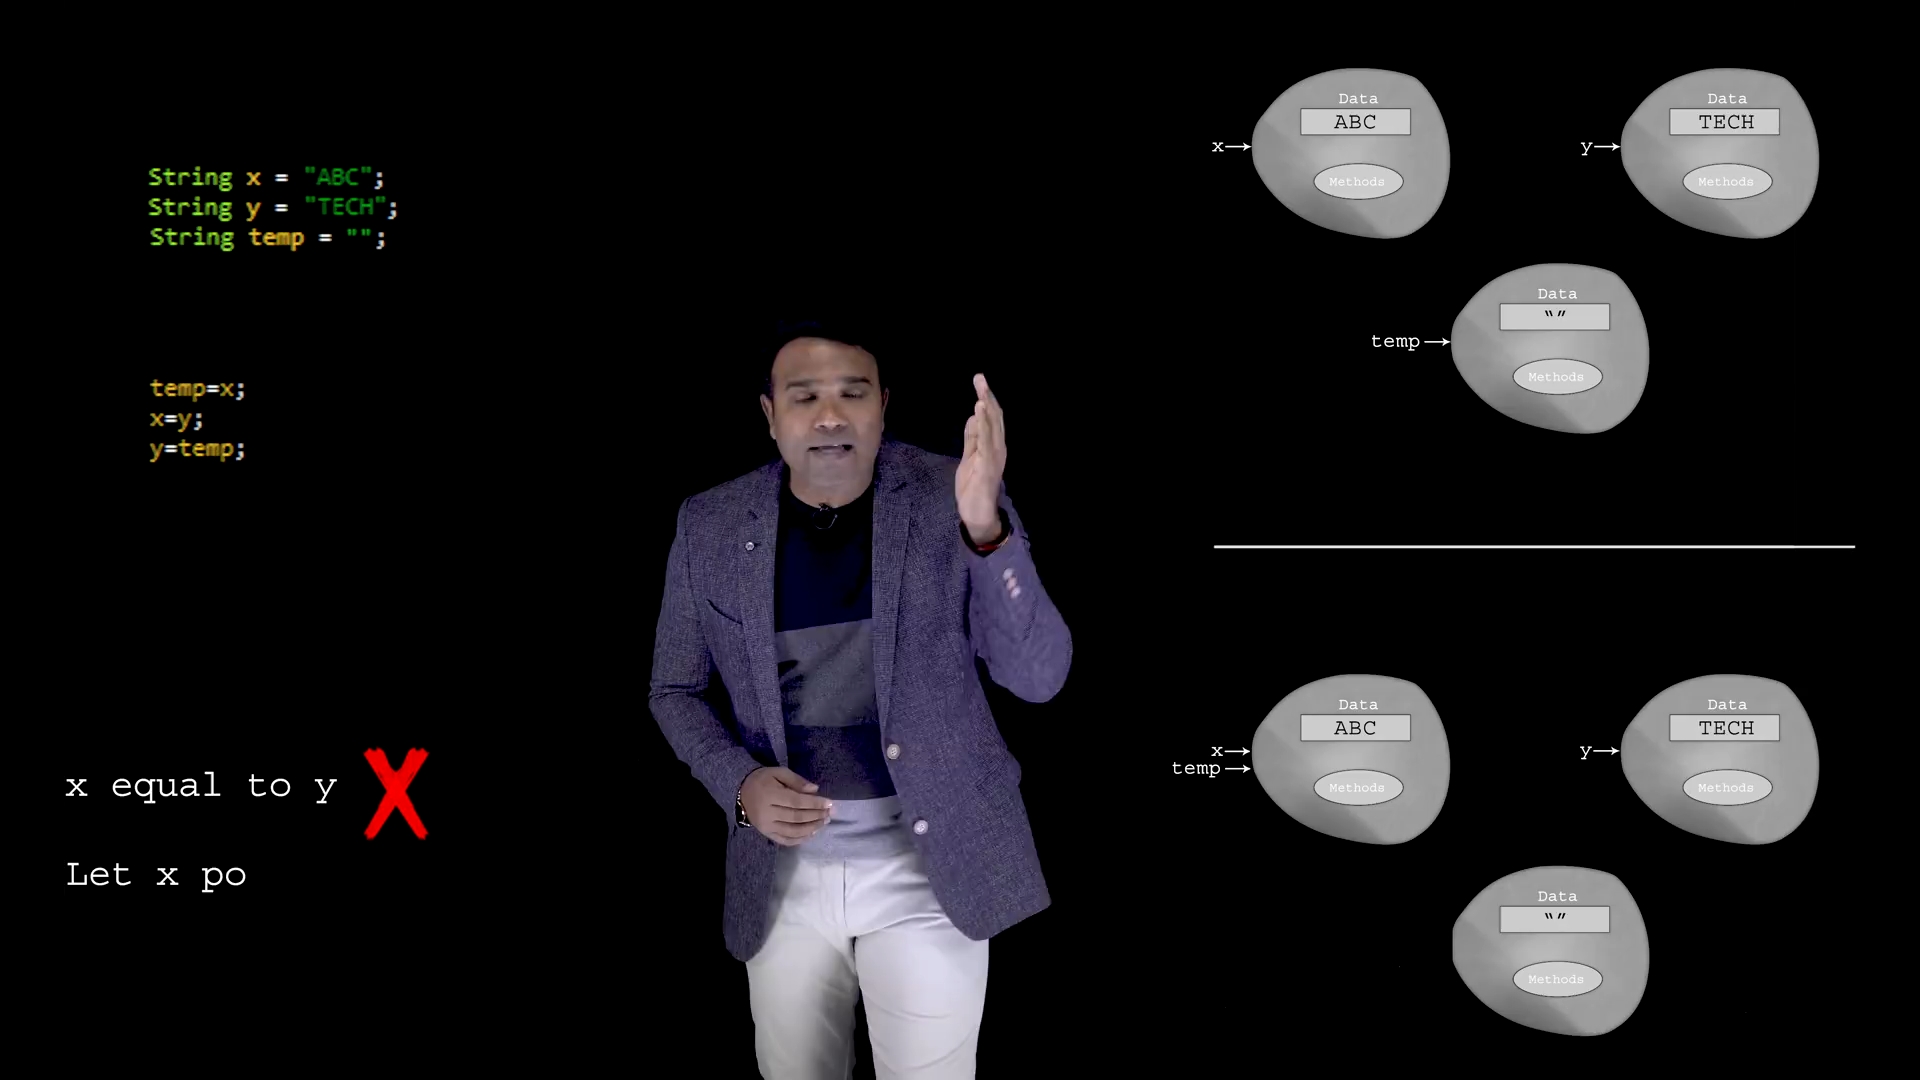 String x = "ABC";
String y = "TECH";
String temp = "";
temp=x;
x=y;
y=temp;
x equal to y
Let x po
Data
ABC
Methods
x
Data
TECH
Methods
y
Data
“”
Methods
temp
Data
ABC
Methods
x
temp
Data
TECH
Methods
y
Data
“”
Methods